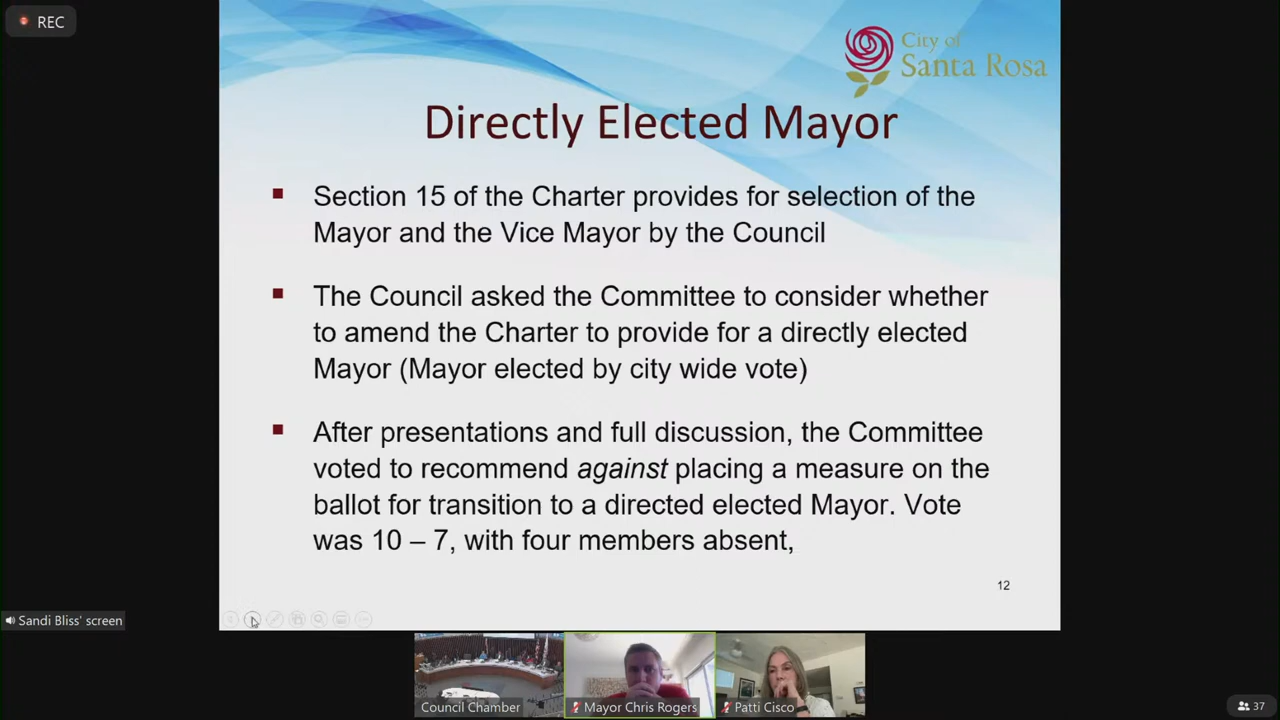 REC
City of
Santa Rosa
Directly Elected Mayor
Section 15 of the Charter provides for selection of the
Mayor and the Vice Mayor by the Council
The Council asked the Committee to consider whether
to amend the Charter to provide for a directly elected
Mayor (Mayor elected by city wide vote)
After presentations and full discussion, the Committee
voted to recommend against placing a measure on the
ballot for transition to a directed elected Mayor. Vote
was 10 – 7, with four members absent,
12
Sandi Bliss' screen
Council Chamber
Mayor Chris Rogers
Patti Cisco
37